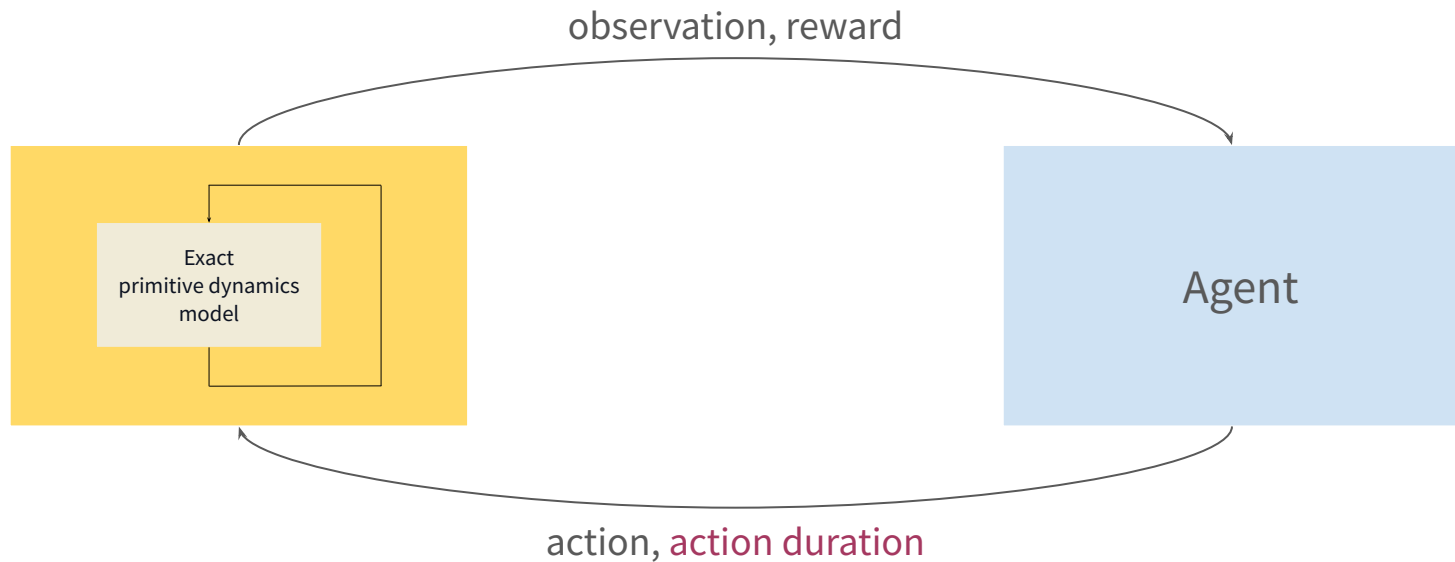 observation, reward
Exact
primitive dynamics
model
Agent
action, action duration